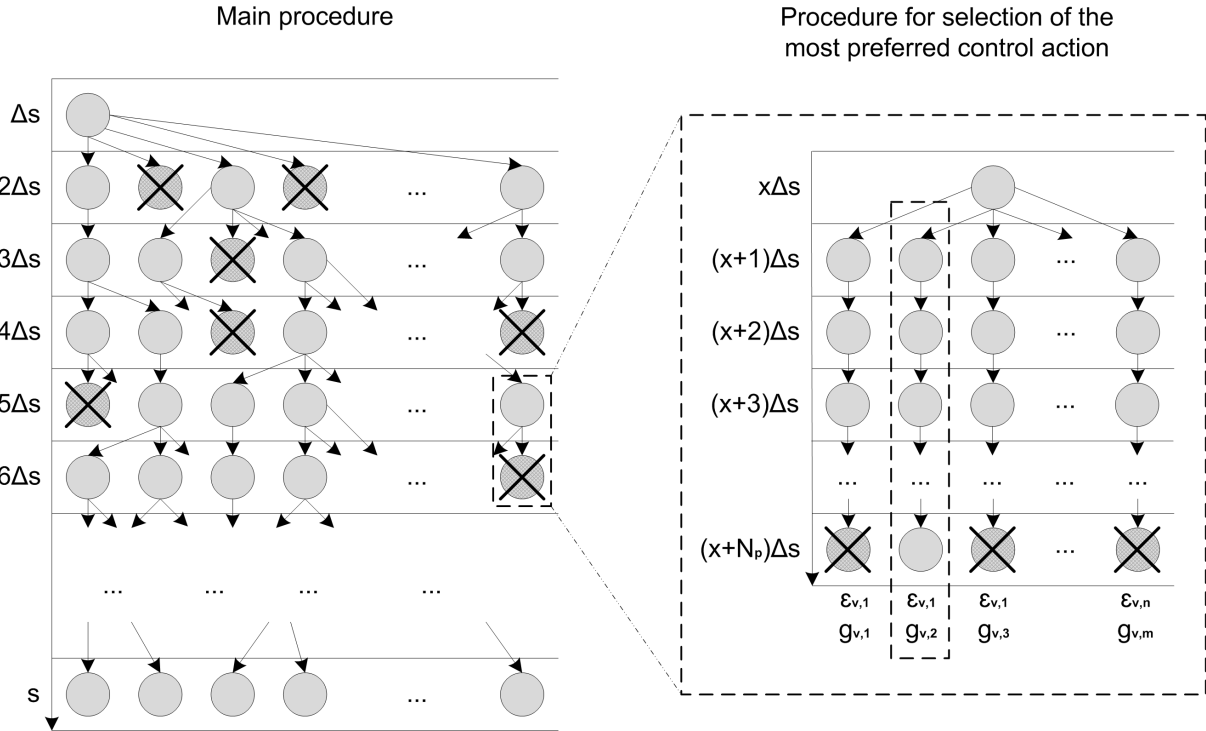 Main procedure
Δs
2Δs
...
3Δs
...
4Δs
...
5Δs
...
6Δs
...
... ... ... ...
s
...
Procedure for selection of the
most preferred control action
xΔs
(x+1)Δs
...
(x+2)Δs
...
(x+3)Δs
...
... ... ... ... ...
(x+Nₚ)Δs
...
εv,1 εv,1 εv,1 εv,n
gv,1 gv,2 gv,3 gv,m